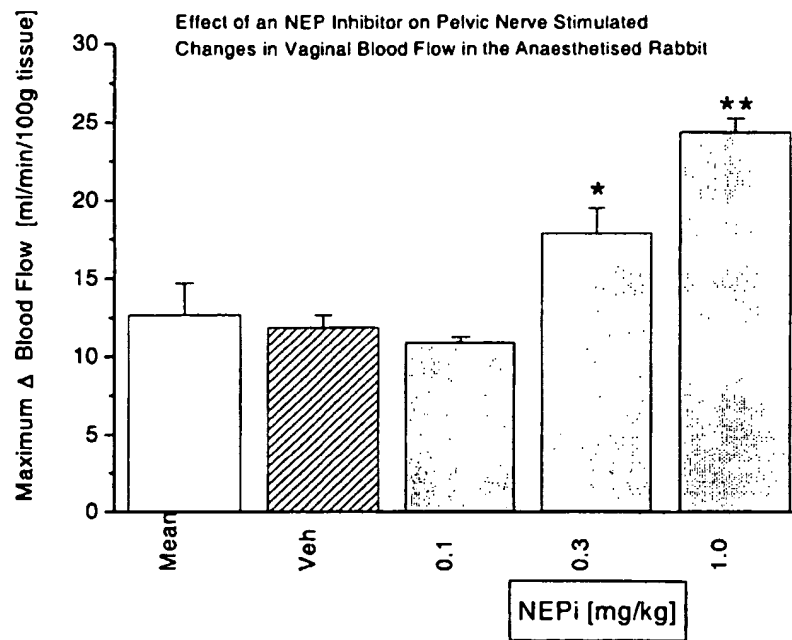 Effect of an NEP Inhibitor on Pelvic Nerve Stimulated
Changes in Vaginal Blood Flow in the Anaesthetised Rabbit
Maximum Δ Blood Flow [ml/min/100g tissue]
30
25
20
15
10
5
0
*
**
Mean
Veh
0.1
0.3
1.0
NEPi [mg/kg]